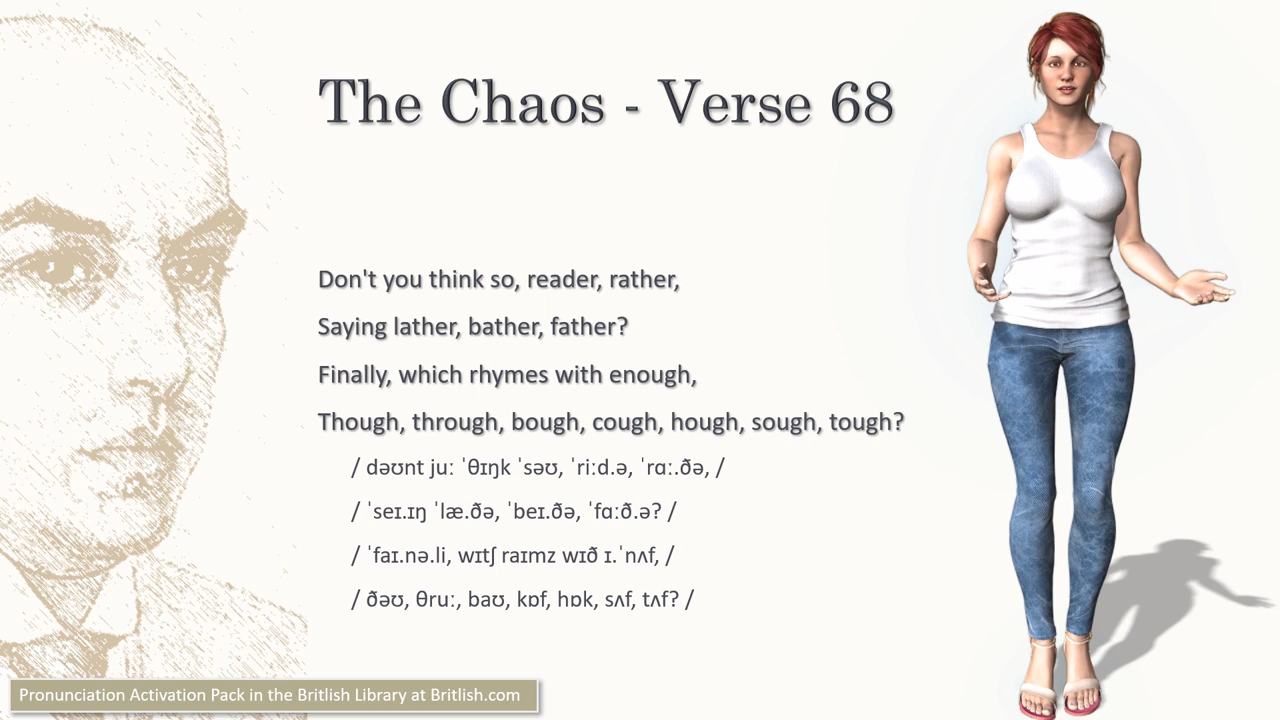 The Chaos - Verse 68
Don't you think so, reader, rather,
Saying lather, bather, father?
Finally, which rhymes with enough,
Though, through, bough, cough, hough, sough, tough?
/ dəʊnt juː ˈθɪŋk ˈsəʊ, ˈriːd.ə, ˈrɑː.ðə, /
/ ˈseɪ.ɪŋ ˈlæ.ðə, ˈbeɪ.ðə, ˈfɑːð.ə? /
/ ˈfaɪ.nə.li, wɪtʃ raɪmz wɪð ɪ.ˈnʌf, /
/ ðəʊ, θruː, baʊ, kɒf, hɒk, sʌf, tʌf? /
Pronunciation Activation Pack in the Britlish Library at Britlish.com